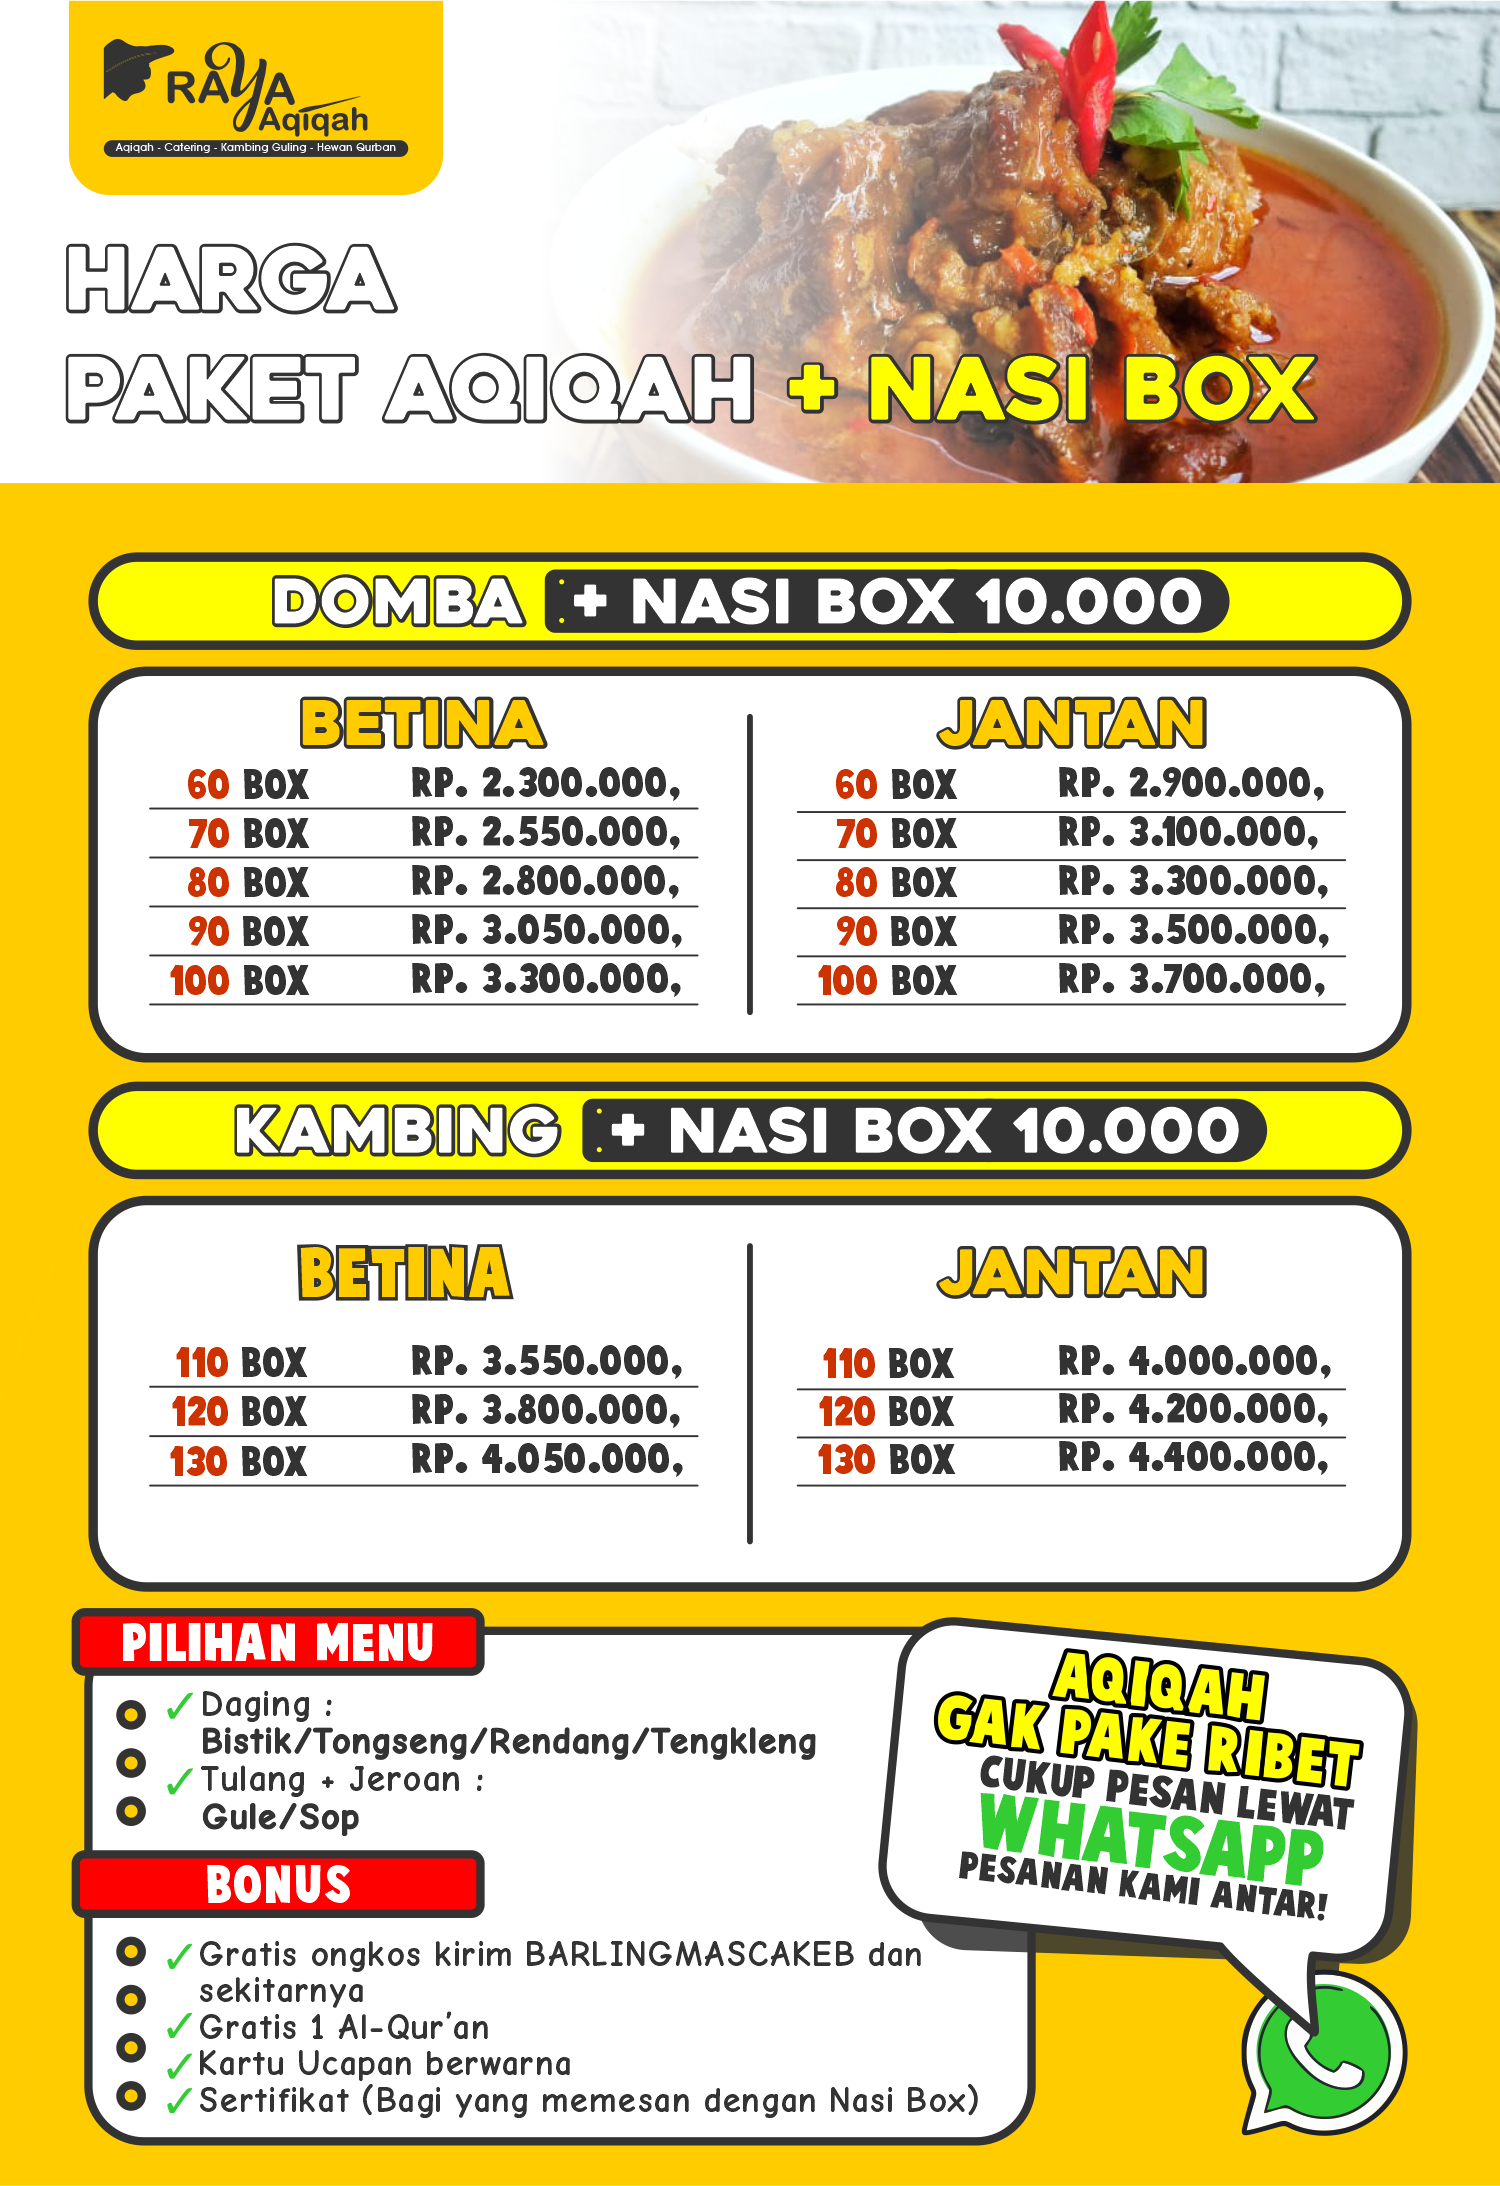 RAYA
Aqiqah
Aqiqah - Catering - Kambing Guling - Hewan Qurban
HARGA
PAKET AQIQAH + NASI BOX
DOMBA + NASI BOX 10.000
BETINA
60 BOX RP. 2.300.000,
70 BOX RP. 2.550.000,
80 BOX RP. 2.800.000,
90 BOX RP. 3.050.000,
100 BOX RP. 3.300.000,
JANTAN
60 BOX RP. 2.900.000,
70 BOX RP. 3.100.000,
80 BOX RP. 3.300.000,
90 BOX RP. 3.500.000,
100 BOX RP. 3.700.000,
KAMBING + NASI BOX 10.000
BETINA
110 BOX RP. 3.550.000,
120 BOX RP. 3.800.000,
130 BOX RP. 4.050.000,
JANTAN
110 BOX RP. 4.000.000,
120 BOX RP. 4.200.000,
130 BOX RP. 4.400.000,
PILIHAN MENU
✓Daging :
Bistik/Tongseng/Rendang/Tengkleng
✓Tulang + Jeroan :
Gule/Sop
BONUS
✓Gratis ongkos kirim BARLINGMASCAKEB dan
sekitarnya
✓Gratis 1 Al-Qur'an
✓Kartu Ucapan berwarna
✓Sertifikat (Bagi yang memesan dengan Nasi Box)
AQIQAH
GAK PAKE RIBET
CUKUP PESAN LEWAT
WHATSAPP
PESANAN KAMI ANTAR!